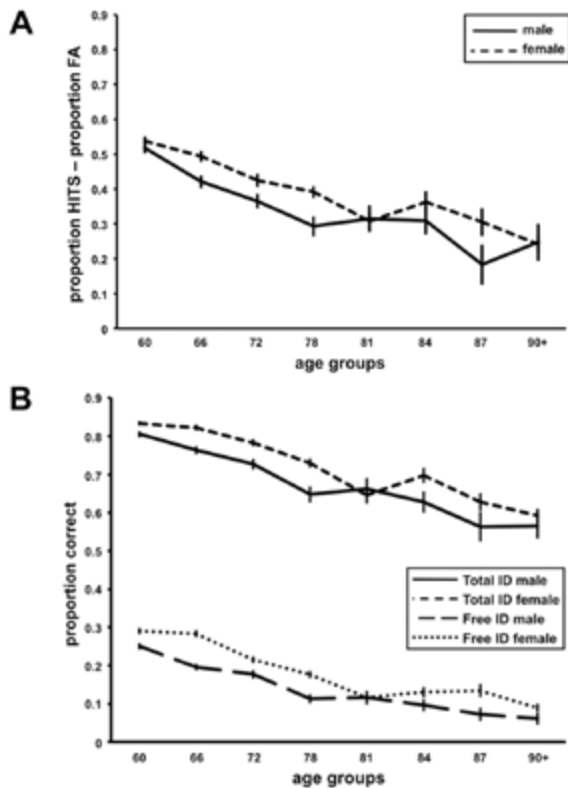 A
male
female
proportion HITS – proportion FA
0.9
0.8
0.7
0.6
0.5
0.4
0.3
0.2
0.1
0
60 66 72 78 81 84 87 90+
age groups
B
proportion correct
0.9
0.8
0.7
0.6
0.5
0.4
0.3
0.2
0.1
0
Total ID male
Total ID female
Free ID male
Free ID female
60 66 72 78 81 84 87 90+
age groups